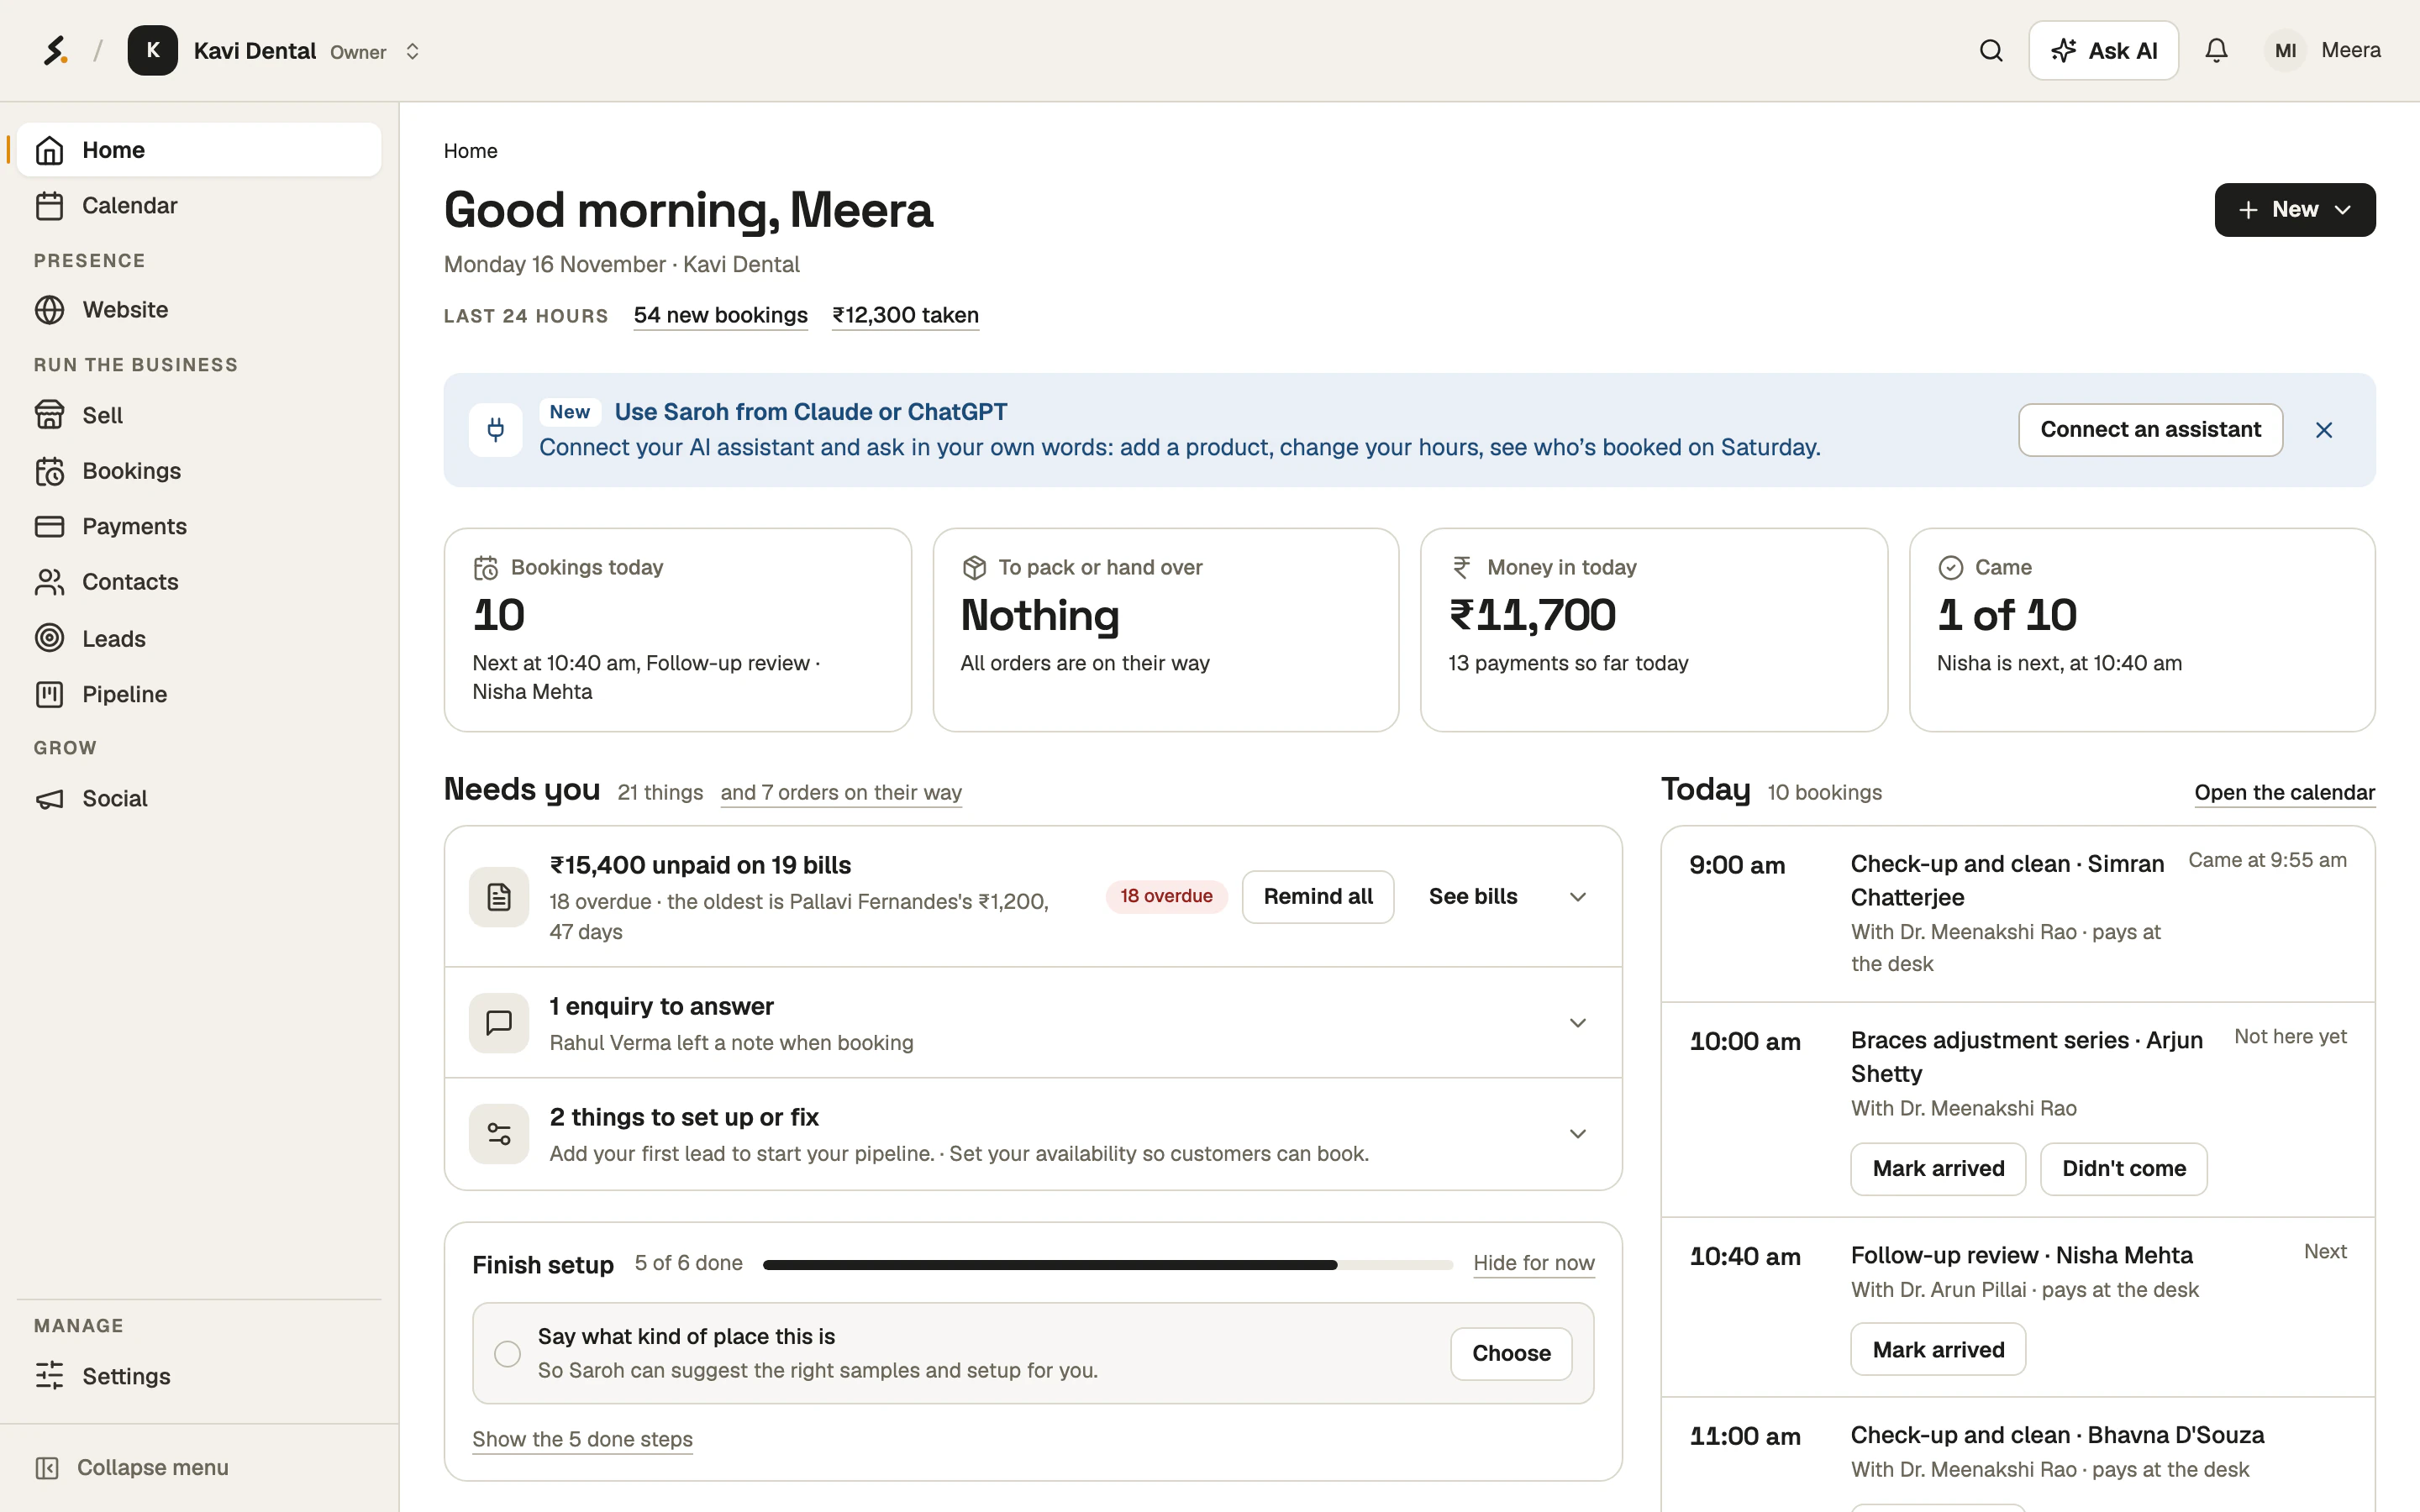 /
K
Kavi Dental Owner
Ask AI
MI Meera
Home
Calendar
PRESENCE
Website
RUN THE BUSINESS
Sell
Bookings
Payments
Contacts
Leads
Pipeline
GROW
Social
MANAGE
Settings
Collapse menu
Home
Good morning, Meera
New
Monday 16 November · Kavi Dental
LAST 24 HOURS 54 new bookings ₹12,300 taken
New Use Saroh from Claude or ChatGPT
Connect your AI assistant and ask in your own words: add a product, change your hours, see who’s booked on Saturday.
Connect an assistant
Bookings today
10
Next at 10:40 am, Follow-up review ·
Nisha Mehta
To pack or hand over
Nothing
All orders are on their way
₹ Money in today
₹11,700
13 payments so far today
Came
1 of 10
Nisha is next, at 10:40 am
Needs you 21 things and 7 orders on their way
₹15,400 unpaid on 19 bills
18 overdue · the oldest is Pallavi Fernandes's ₹1,200,
47 days
18 overdue
Remind all
See bills
1 enquiry to answer
Rahul Verma left a note when booking
2 things to set up or fix
Add your first lead to start your pipeline. · Set your availability so customers can book.
Finish setup 5 of 6 done Hide for now
Say what kind of place this is
So Saroh can suggest the right samples and setup for you.
Choose
Show the 5 done steps
Today 10 bookings Open the calendar
9:00 am
Check-up and clean · Simran
Chatterjee
Came at 9:55 am
With Dr. Meenakshi Rao · pays at
the desk
10:00 am
Braces adjustment series · Arjun
Shetty
Not here yet
With Dr. Meenakshi Rao
Mark arrived Didn't come
10:40 am
Follow-up review · Nisha Mehta
Next
With Dr. Arun Pillai · pays at the desk
Mark arrived
11:00 am
Check-up and clean · Bhavna D'Souza
With Dr. Meenakshi Rao · pays at the desk